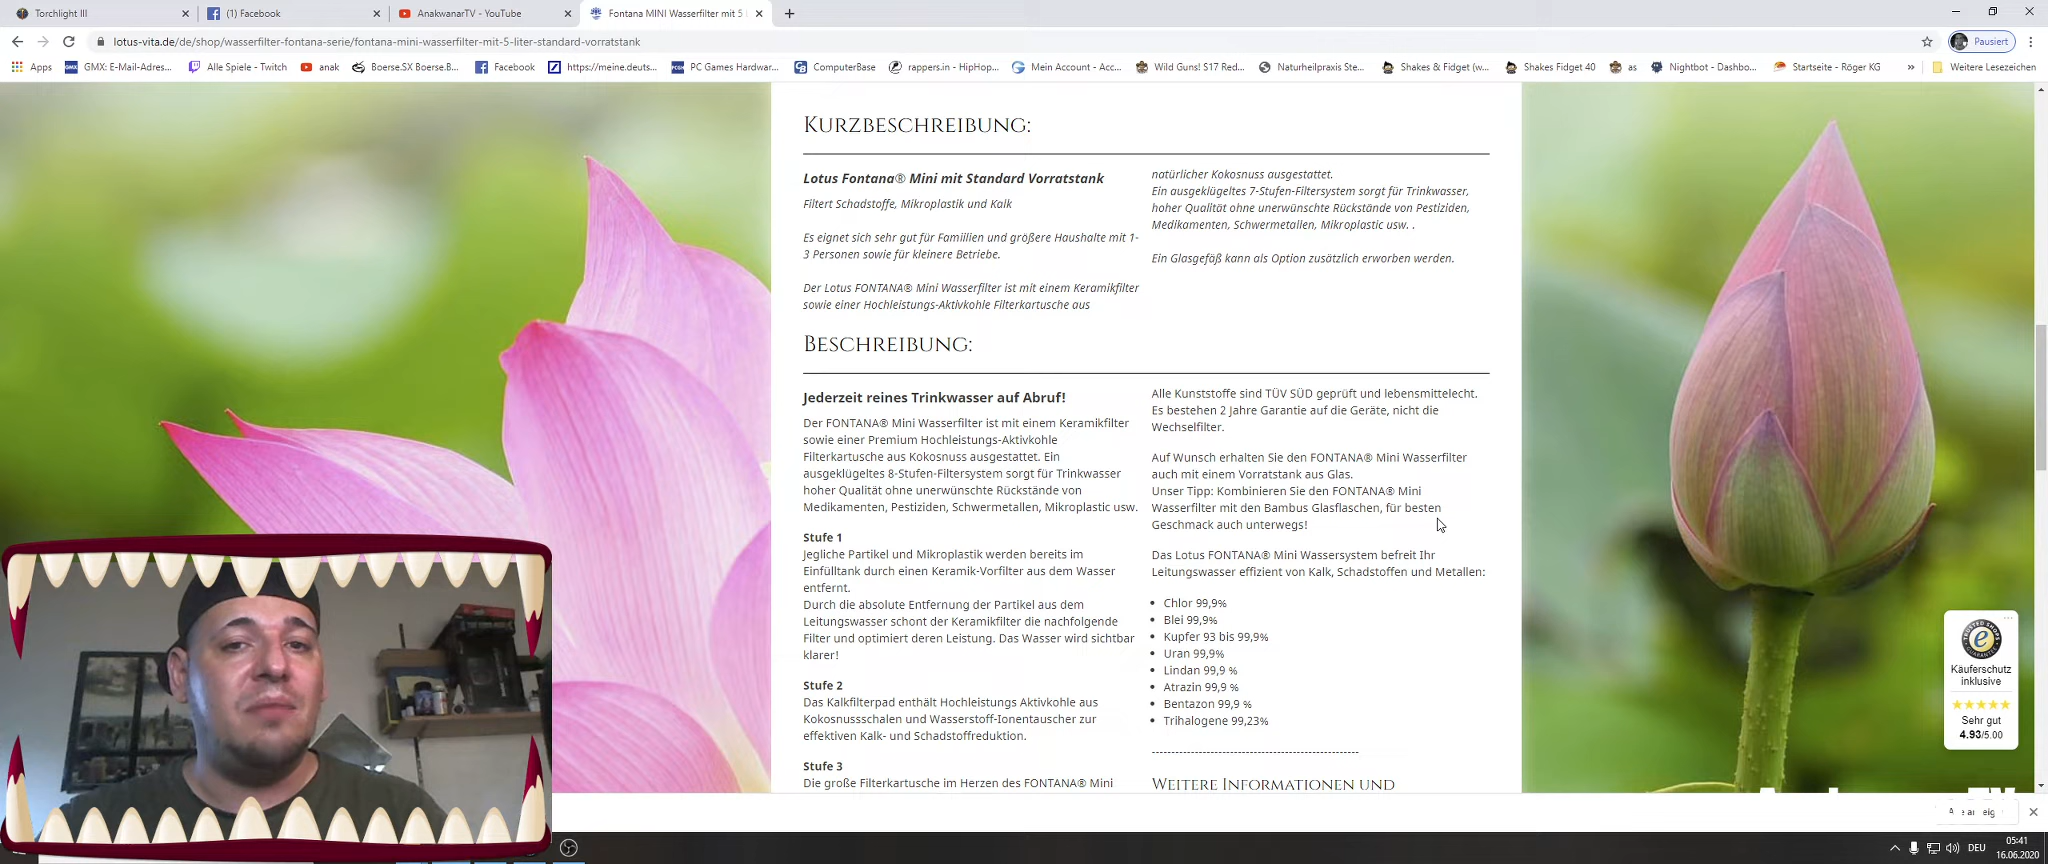 Torchlight III
(1) Facebook
AnakwanarTV - YouTube
Fontana MINI Wasserfilter mit 5
lotus-vita.de/de/shop/wasserfilter-fontana-serie/fontana-mini-wasserfilter-mit-5-liter-standard-vorratstank
Pausiert
Apps
GMX: E-Mail-Adres...
Alle Spiele - Twitch
anak
Boerse.SX Boerse.B...
Facebook
https://meine.deuts...
PC Games Hardwar...
ComputerBase
rappers.in - HipHop...
Mein Account - Acc...
Wild Guns! S17 Red...
Naturheilpraxis Ste...
Shakes & Fidget (w...
Shakes Fidget 40
as
Nightbot - Dashbo...
Startseite - Röger KG
»
Weitere Lesezeichen
KURZBESCHREIBUNG:
Lotus Fontana® Mini mit Standard Vorratstank
Filtert Schadstoffe, Mikroplastik und Kalk
Es eignet sich sehr gut für Famiilien und größere Haushalte mit 1-
3 Personen sowie für kleinere Betriebe.
Der Lotus FONTANA® Mini Wasserfilter ist mit einem Keramikfilter
sowie einer Hochleistungs-Aktivkohle Filterkartusche aus
natürlicher Kokosnuss ausgestattet.
Ein ausgeklügeltes 7-Stufen-Filtersystem sorgt für Trinkwasser,
hoher Qualität ohne unerwünschte Rückstände von Pestiziden,
Medikamenten, Schwermetallen, Mikroplastic usw. .
Ein Glasgefäß kann als Option zusätzlich erworben werden.
BESCHREIBUNG:
Jederzeit reines Trinkwasser auf Abruf!
Der FONTANA® Mini Wasserfilter ist mit einem Keramikfilter
sowie einer Premium Hochleistungs-Aktivkohle
Filterkartusche aus Kokosnuss ausgestattet. Ein
ausgeklügeltes 8-Stufen-Filtersystem sorgt für Trinkwasser
hoher Qualität ohne unerwünschte Rückstände von
Medikamenten, Pestiziden, Schwermetallen, Mikroplastic usw.
Stufe 1
Jegliche Partikel und Mikroplastik werden bereits im
Einfülltank durch einen Keramik-Vorfilter aus dem Wasser
entfernt.
Durch die absolute Entfernung der Partikel aus dem
Leitungswasser schont der Keramikfilter die nachfolgende
Filter und optimiert deren Leistung. Das Wasser wird sichtbar
klarer!
Stufe 2
Das Kalkfilterpad enthält Hochleistungs Aktivkohle aus
Kokosnussschalen und Wasserstoff-Ionentauscher zur
effektiven Kalk- und Schadstoffreduktion.
Stufe 3
Die große Filterkartusche im Herzen des FONTANA® Mini
Alle Kunststoffe sind TÜV SÜD geprüft und lebensmittelecht.
Es bestehen 2 Jahre Garantie auf die Geräte, nicht die
Wechselfilter.
Auf Wunsch erhalten Sie den FONTANA® Mini Wasserfilter
auch mit einem Vorratstank aus Glas.
Unser Tipp: Kombinieren Sie den FONTANA® Mini
Wasserfilter mit den Bambus Glasflaschen, für besten
Geschmack auch unterwegs!
Das Lotus FONTANA® Mini Wassersystem befreit Ihr
Leitungswasser effizient von Kalk, Schadstoffen und Metallen:
• Chlor 99,9%
• Blei 99,9%
• Kupfer 93 bis 99,9%
• Uran 99,9%
• Lindan 99,9 %
• Atrazin 99,9 %
• Bentazon 99,9 %
• Trihalogene 99,23%
----------------------------------------------------
WEITERE INFORMATIONEN UND
TRUSTED SHOPS
GUARANTEE
Käuferschutz
inklusive
Sehr gut
4.93/5.00
DEU
05:41
16.06.2020